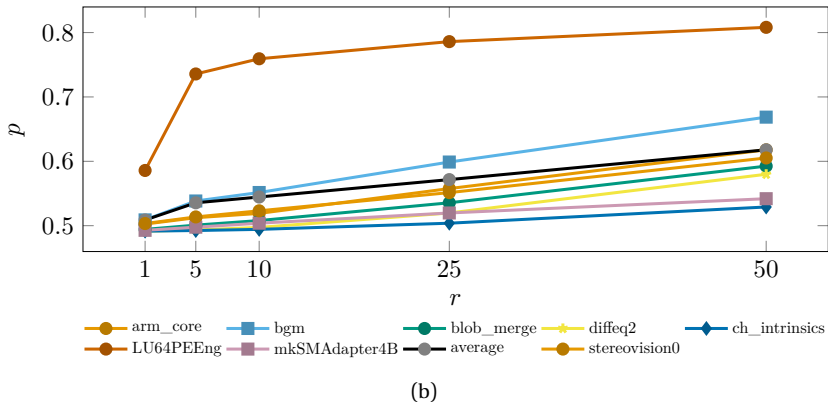 0.8
0.7
0.6
0.5
p
1 5 10 25 50
r
arm_core bgm blob_merge diffeq2 ch_intrinsics
LU64PEEng mkSMAdapter4B average stereovision0
(b)